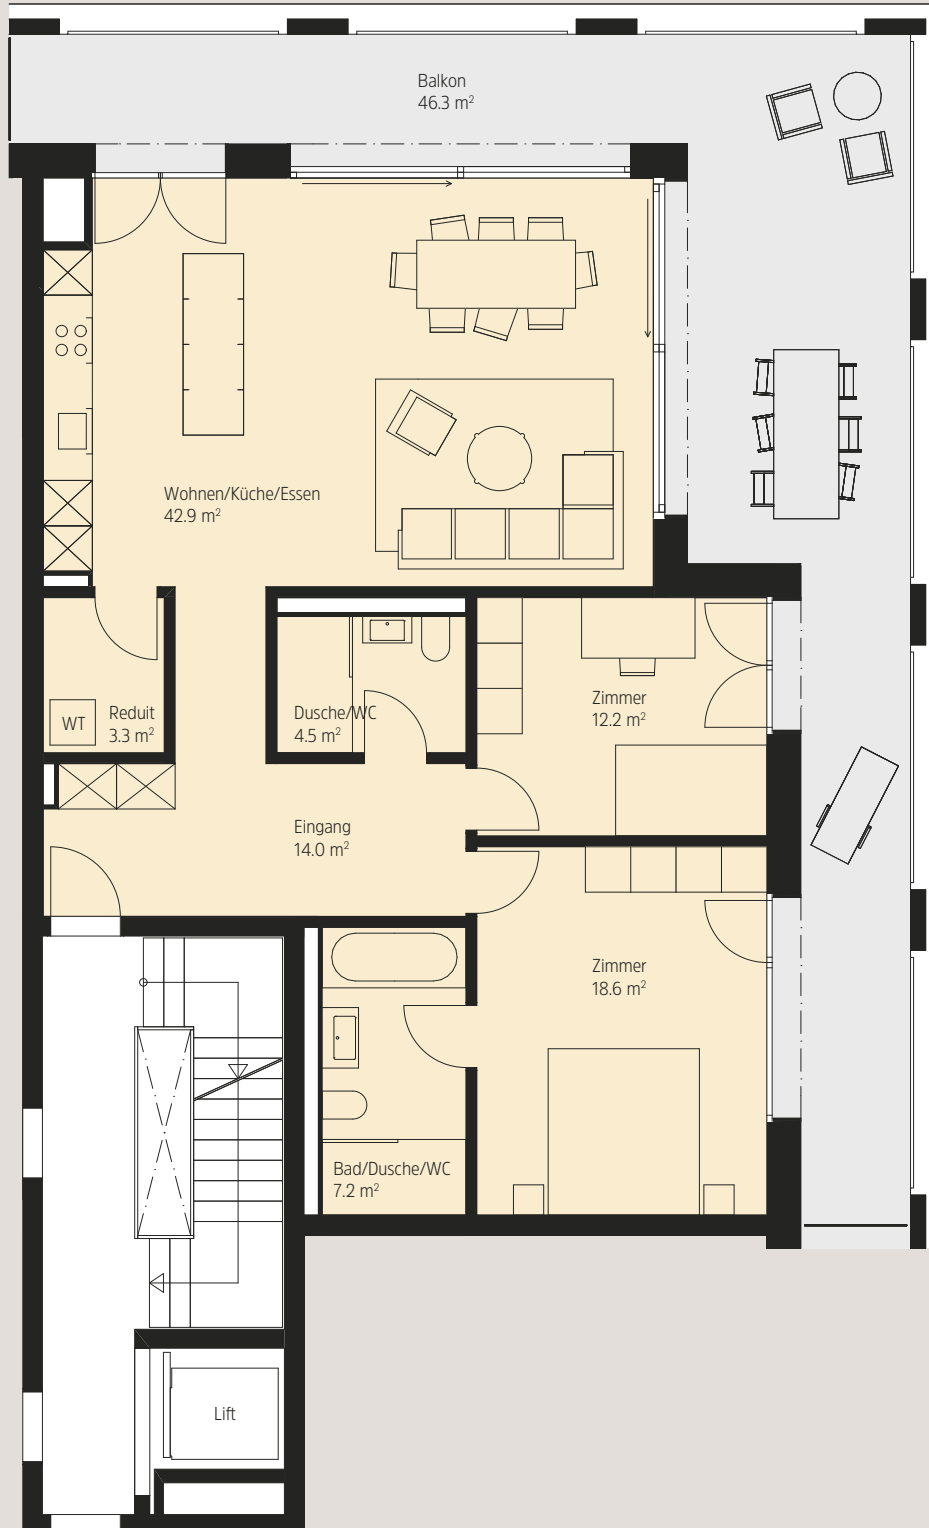 Balkon
46.3 m²
Wohnen/Küche/Essen
42.9 m²
WT
Reduit
3.3 m²
Dusche/WC
4.5 m²
Zimmer
12.2 m²
Eingang
14.0 m²
Zimmer
18.6 m²
Bad/Dusche/WC
7.2 m²
Lift